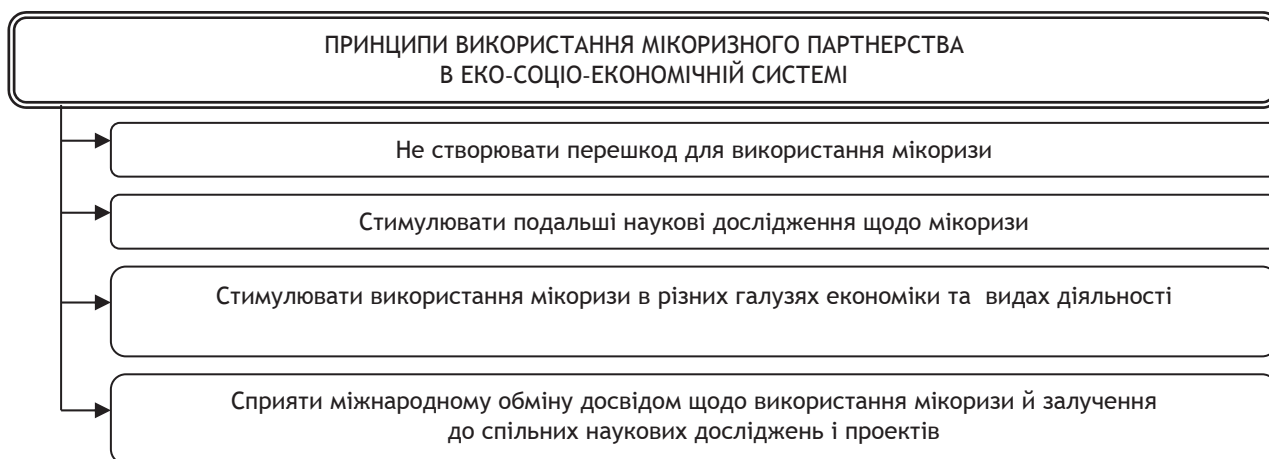 ПРИНЦИПИ ВИКОРИСТАННЯ МІКОРИЗНОГО ПАРТНЕРСТВА
В ЕКО-СОЦІО-ЕКОНОМІЧНІЙ СИСТЕМІ
Не створювати перешкод для використання мікоризи
Стимулювати подальші наукові дослідження щодо мікоризи
Стимулювати використання мікоризи в різних галузях економіки та видах діяльності
Сприяти міжнародному обміну досвідом щодо використання мікоризи й залучення
до спільних наукових досліджень і проектів